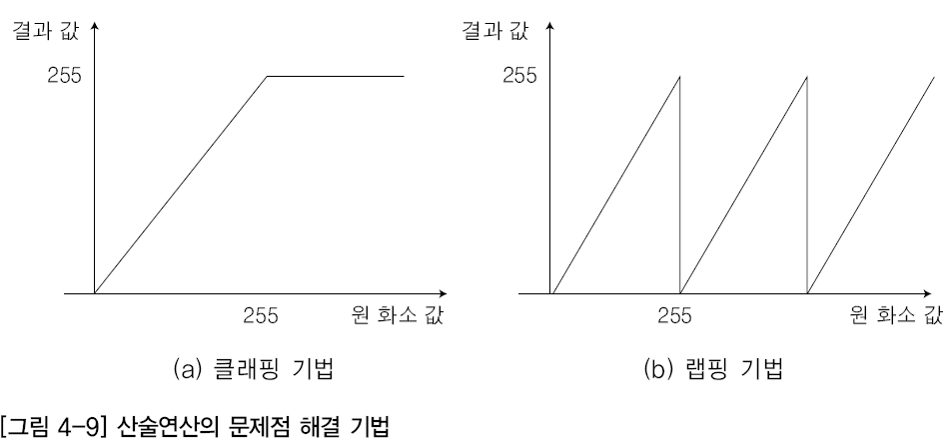 결과 값
255
255
원 화소 값
(a) 클래핑 기법
결과 값
255
255
원 화소 값
(b) 랩핑 기법
[그림 4-9] 산술연산의 문제점 해결 기법